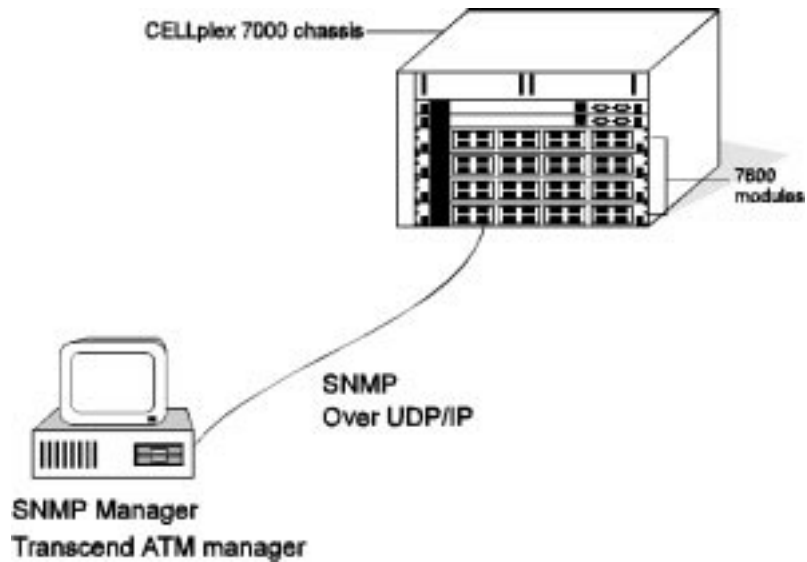 CELLplex 7000 chassis
7600
modules
SNMP
Over UDP/IP
SNMP Manager
Transcend ATM manager